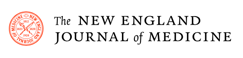 The NEW ENGLAND
JOURNAL of MEDICINE